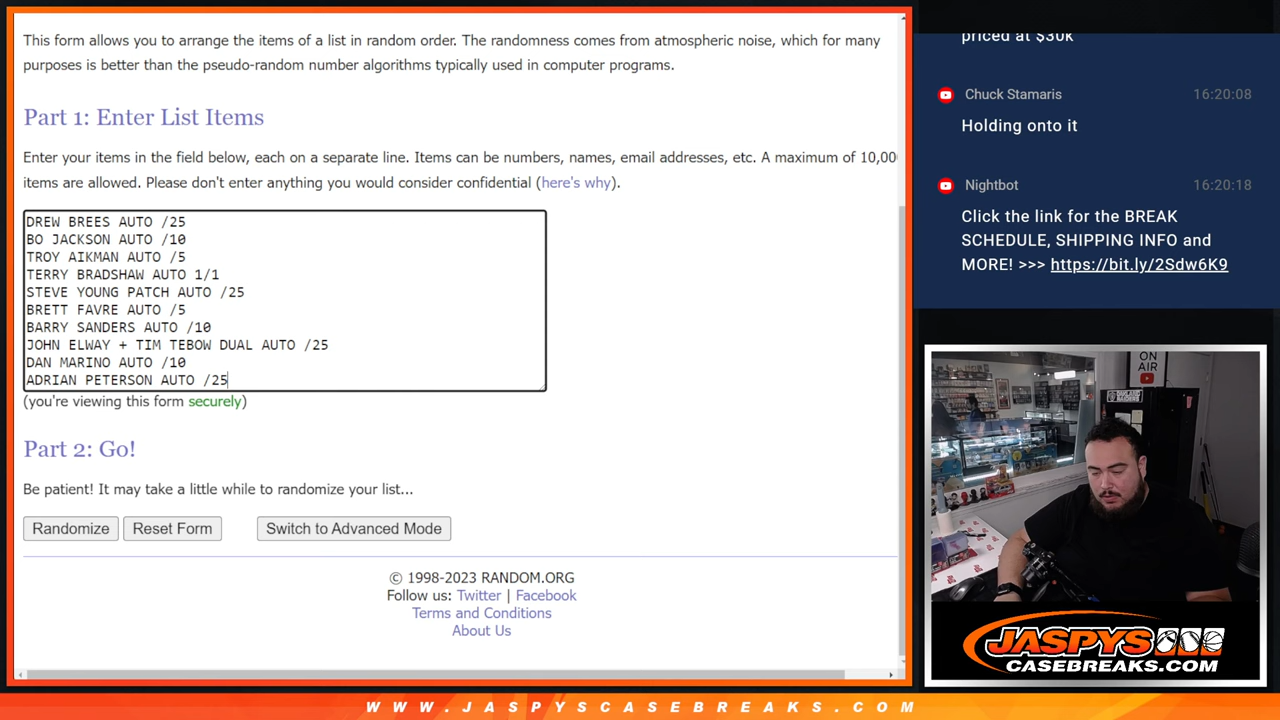 This form allows you to arrange the items of a list in random order. The randomness comes from atmospheric noise, which for many
purposes is better than the pseudo-random number algorithms typically used in computer programs.
Part 1: Enter List Items
Enter your items in the field below, each on a separate line. Items can be numbers, names, email addresses, etc. A maximum of 10,00
items are allowed. Please don't enter anything you would consider confidential (here's why).
DREW BREES AUTO /25
BO JACKSON AUTO /10
TROY AIKMAN AUTO /5
TERRY BRADSHAW AUTO 1/1
STEVE YOUNG PATCH AUTO /25
BRETT FAVRE AUTO /5
BARRY SANDERS AUTO /10
JOHN ELWAY + TIM TEBOW DUAL AUTO /25
DAN MARINO AUTO /10
ADRIAN PETERSON AUTO /25
(you're viewing this form securely)
Part 2: Go!
Be patient! It may take a little while to randomize your list...
Randomize Reset Form Switch to Advanced Mode
© 1998-2023 RANDOM.ORG
Follow us: Twitter | Facebook
Terms and Conditions
About Us
priced at $30k
Chuck Stamaris 16:20:08
Holding onto it
Nightbot 16:20:18
Click the link for the BREAK
SCHEDULE, SHIPPING INFO and
MORE! >>> https://bit.ly/2Sdw6K9
ON
AIR
JASPYS
CASEBREAKS.COM
WWW.JASPYSCASEBREAKS.COM